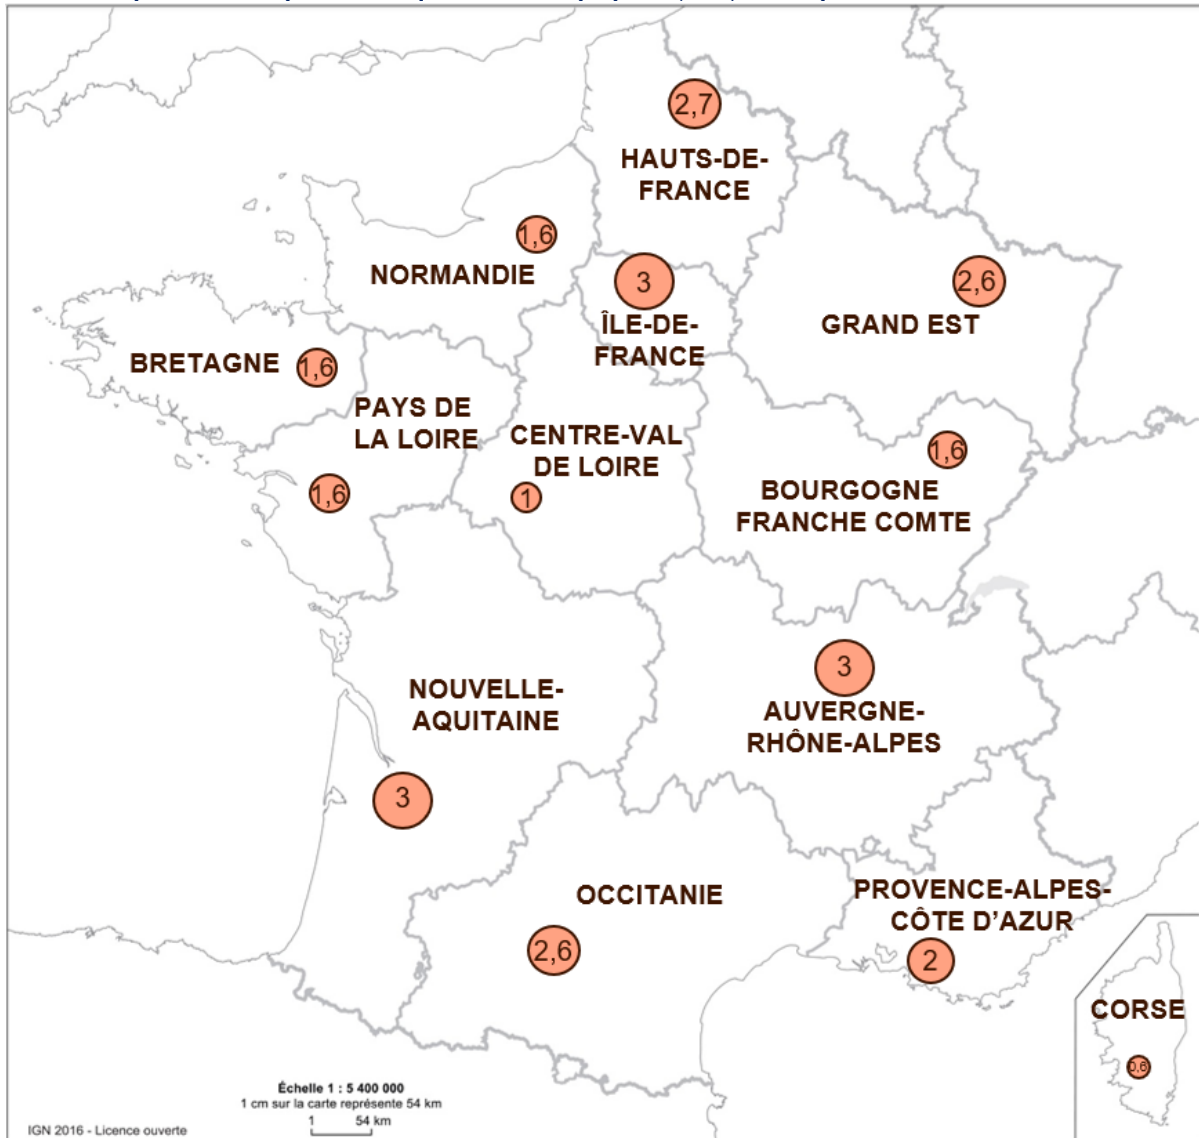 2,7
HAUTS-DE-
FRANCE
1,6
NORMANDIE
3
ÎLE-DE-
FRANCE
2,6
GRAND EST
BRETAGNE
1,6
PAYS DE
LA LOIRE
1,6
CENTRE-VAL
DE LOIRE
1
1,6
BOURGOGNE
FRANCHE COMTE
3
AUVERGNE-
RHÔNE-ALPES
NOUVELLE-
AQUITAINE
3
OCCITANIE
2,6
PROVENCE-ALPES-
CÔTE D'AZUR
2
CORSE
0,6
Échelle 1 : 5 400 000
1 cm sur la carte représente 54 km
1 54 km
IGN 2016 - Licence ouverte